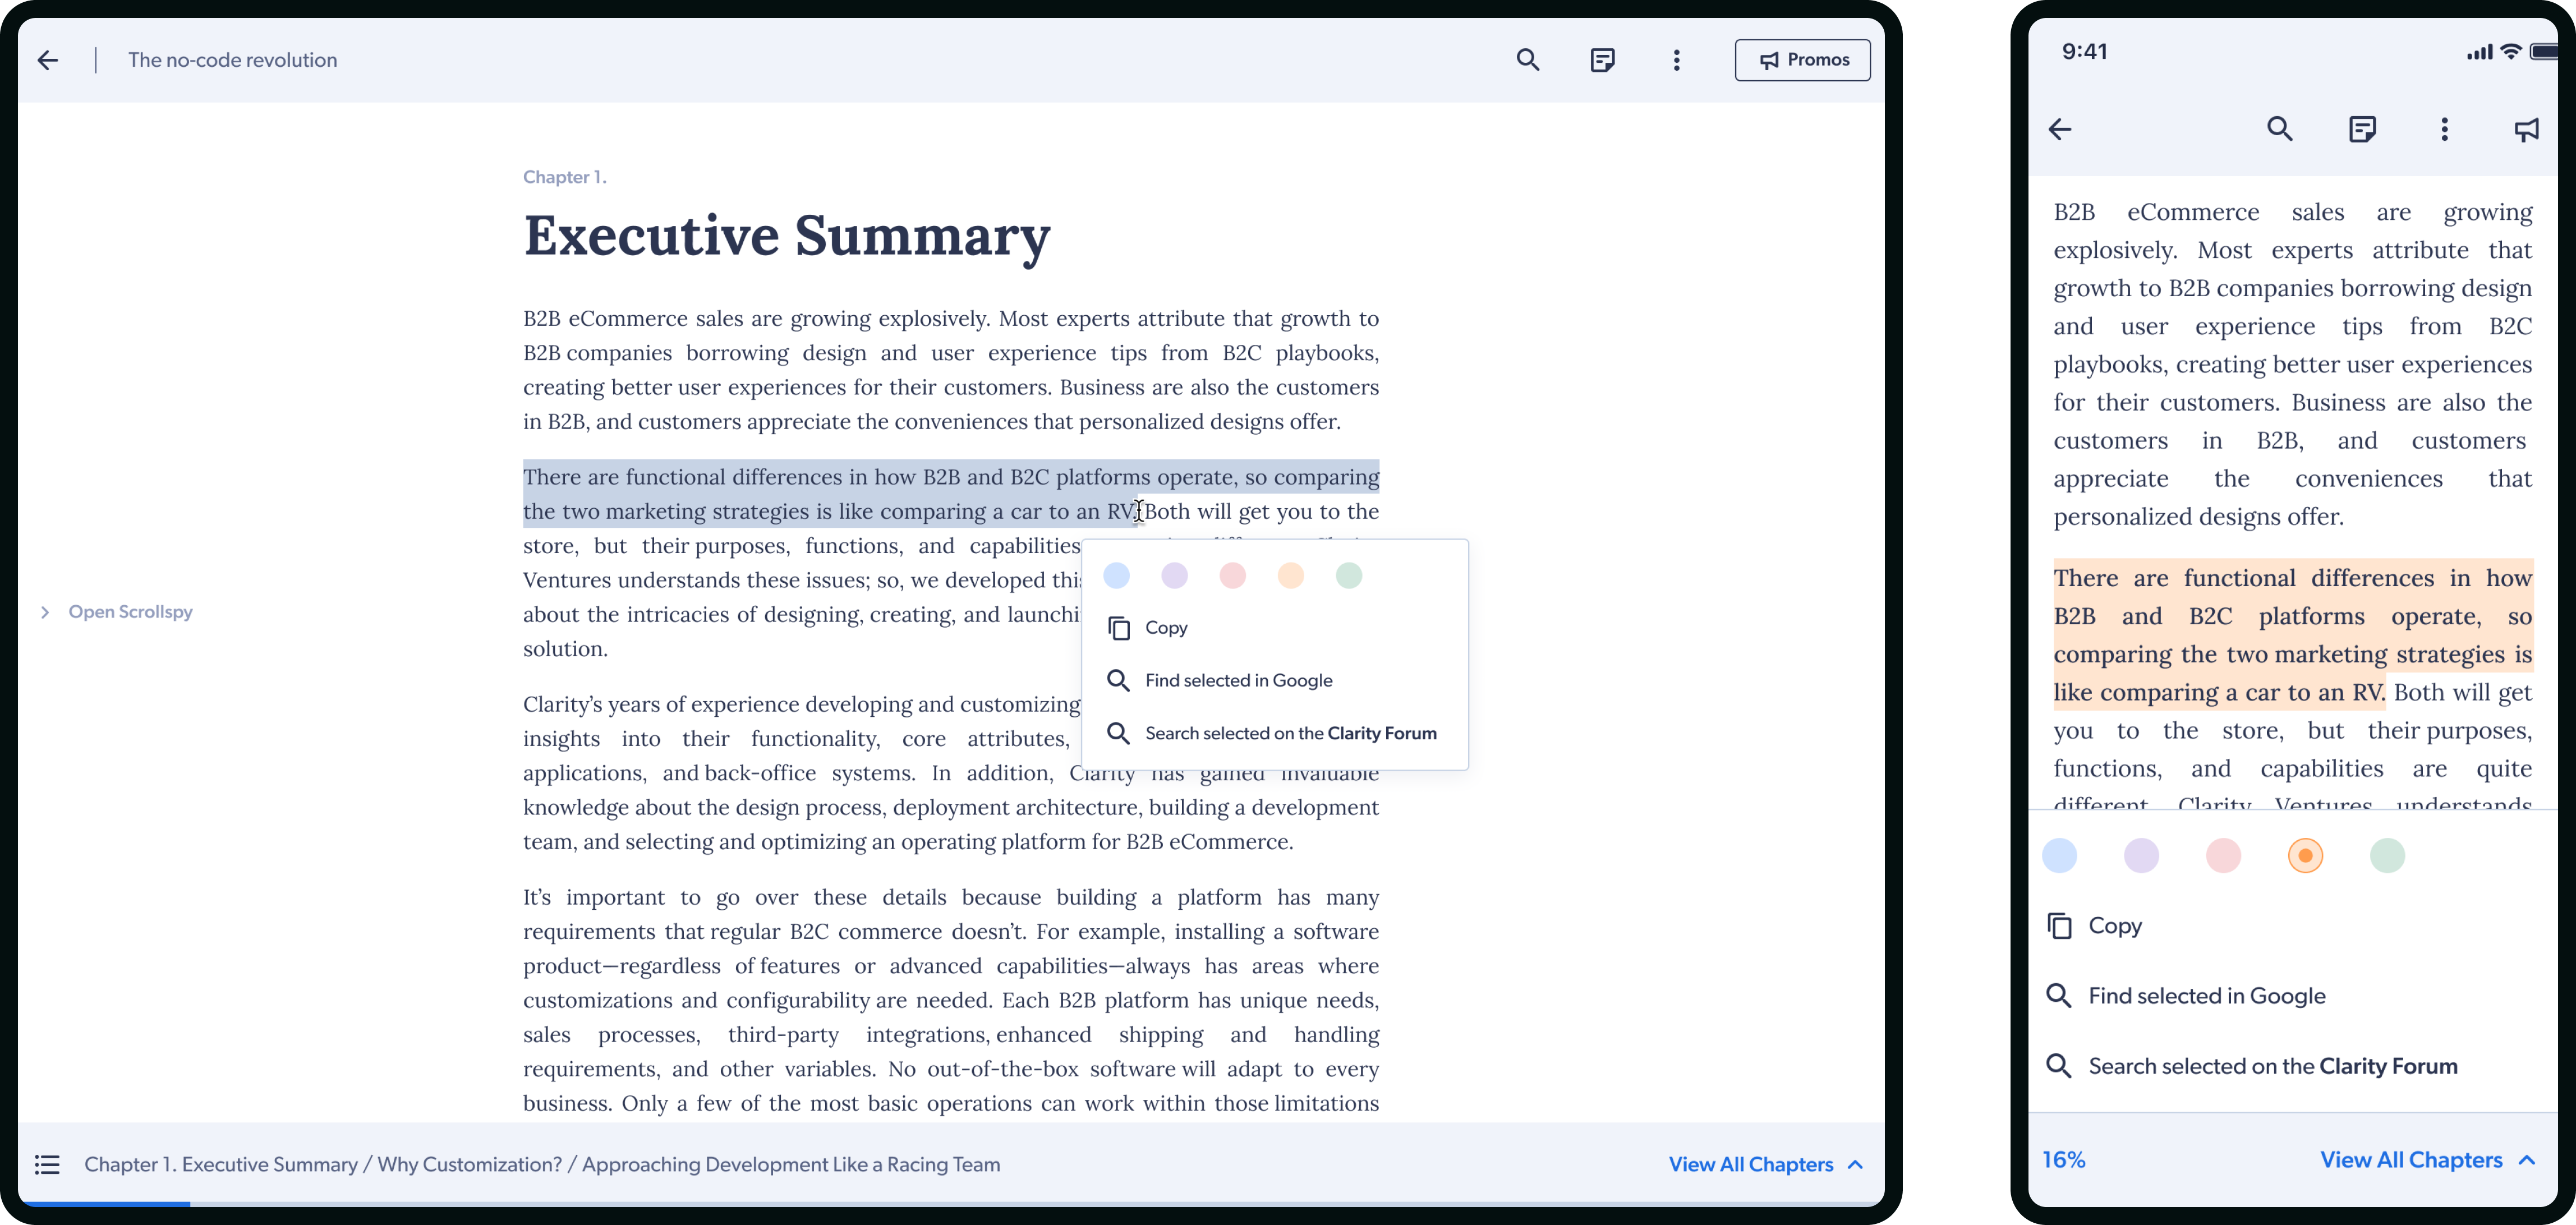 The no-code revolution
Promos
Chapter 1.
Executive Summary
B2B eCommerce sales are growing explosively. Most experts attribute that growth to
B2B companies borrowing design and user experience tips from B2C playbooks,
creating better user experiences for their customers. Business are also the customers
in B2B, and customers appreciate the conveniences that personalized designs offer.
There are functional differences in how B2B and B2C platforms operate, so comparing
the two marketing strategies is like comparing a car to an RV. Both will get you to the
store, but their purposes, functions, and capabilities
Ventures understands these issues; so, we developed this
about the intricacies of designing, creating, and launchi
solution.
Clarity’s years of experience developing and customizing
insights into their functionality, core attributes,
applications, and back-office systems. In addition, Clarity has gained invaluable
knowledge about the design process, deployment architecture, building a development
team, and selecting and optimizing an operating platform for B2B eCommerce.
It’s important to go over these details because building a platform has many
requirements that regular B2C commerce doesn’t. For example, installing a software
product—regardless of features or advanced capabilities—always has areas where
customizations and configurability are needed. Each B2B platform has unique needs,
sales processes, third-party integrations, enhanced shipping and handling
requirements, and other variables. No out-of-the-box software will adapt to every
business. Only a few of the most basic operations can work within those limitations
Copy
Find selected in Google
Search selected on the Clarity Forum
Open Scrollspy
Chapter 1. Executive Summary / Why Customization? / Approaching Development Like a Racing Team
View All Chapters
9:41
B2B eCommerce sales are growing
explosively. Most experts attribute that
growth to B2B companies borrowing design
and user experience tips from B2C
playbooks, creating better user experiences
for their customers. Business are also the
customers in B2B, and customers
appreciate the conveniences that
personalized designs offer.
There are functional differences in how
B2B and B2C platforms operate, so
comparing the two marketing strategies is
like comparing a car to an RV. Both will get
you to the store, but their purposes,
functions, and capabilities are quite
different. Clarity Ventures understands
Copy
Find selected in Google
Search selected on the Clarity Forum
16%
View All Chapters